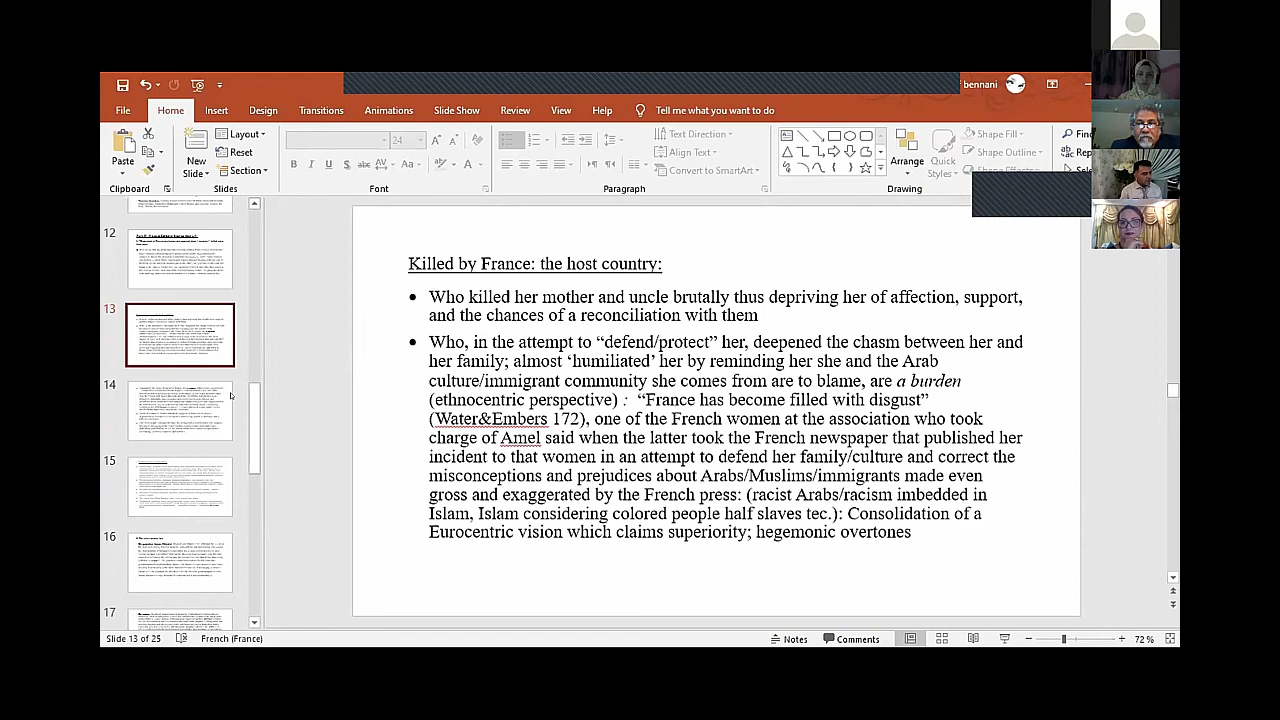 bennani
File Home Insert Design Transitions Animations Slide Show Review View Help Tell me what you want to do
Paste
New
Slide
Layout
Reset
Section
24
B I U S abc AV Aa A
Text Direction
Align Text
Convert to SmartArt
Arrange
Quick
Styles
Shape Fill
Shape Outline
Shape Effects
Clipboard Slides Font Paragraph Drawing
12
13
14
15
16
17
Killed by France: the host country:
• Who killed her mother and uncle brutally thus depriving her of affection, support,
and the chances of a reconciliation with them
• Who, in the attempt to “defend/protect” her, deepened the chasm between her and
her family; almost ‘humiliated’ her by reminding her she and the Arab
culture/immigrant community she comes from are to blame/are a burden
(ethnocentric perspective): “France has become filled with disgust”
(Weber&Enbers 172), one of the French women at the association who took
charge of Amel said when the latter took the French newspaper that published her
incident to that women in an attempt to defend her family/culture and correct the
misconceptions and prejudice about Arabs/Muslims/immigrants made even
gross and exaggerated by the French press: racist Arabs/racism embedded in
Islam, Islam considering colored people half slaves tec.): Consolidation of a
Eurocentric vision which claims superiority; hegemonic overtones
Slide 13 of 25 French (France) Notes Comments 72 %